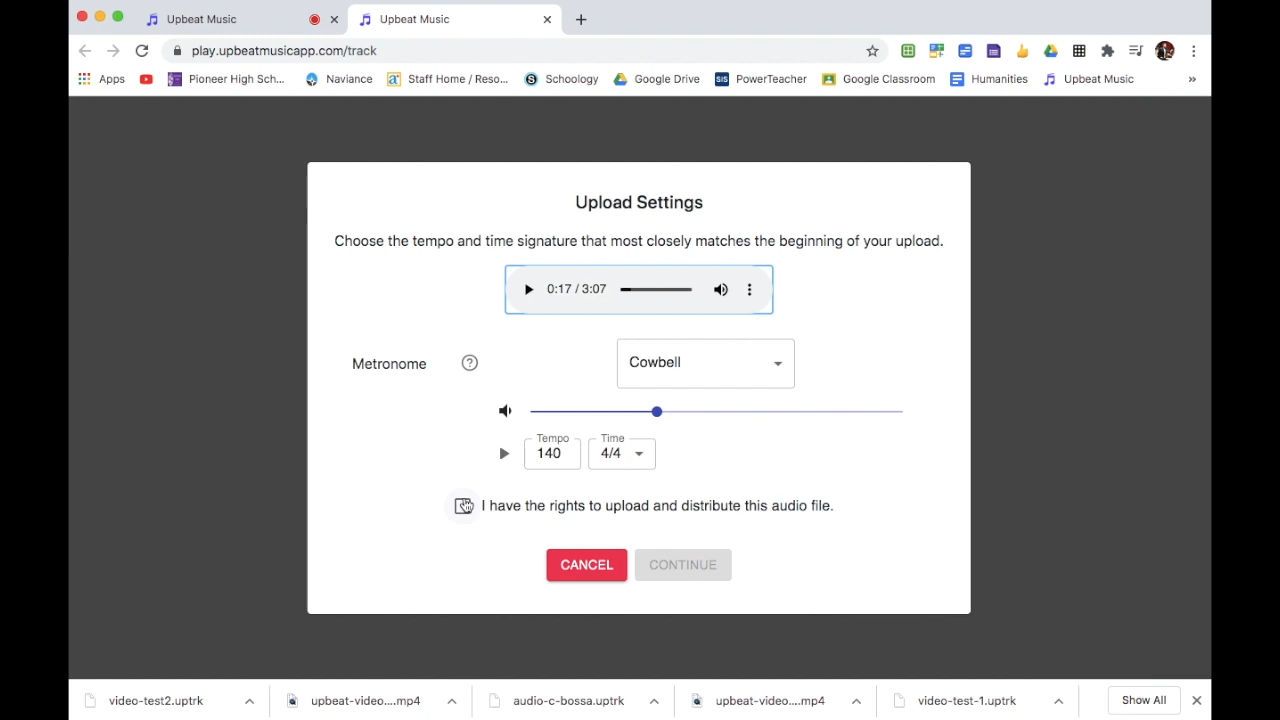 Upbeat Music
Upbeat Music
play.upbeatmusicapp.com/track
Apps
Pioneer High Sch...
Naviance
Staff Home / Reso...
Schoology
Google Drive
SIS
PowerTeacher
Google Classroom
Humanities
Upbeat Music
»
Upload Settings
Choose the tempo and time signature that most closely matches the beginning of your upload.
0:17 / 3:07
Metronome
?
Cowbell
Tempo
140
Time
4/4
I have the rights to upload and distribute this audio file.
CANCEL
CONTINUE
video-test2.uptrk
upbeat-video....mp4
audio-c-bossa.uptrk
upbeat-video....mp4
video-test-1.uptrk
Show All